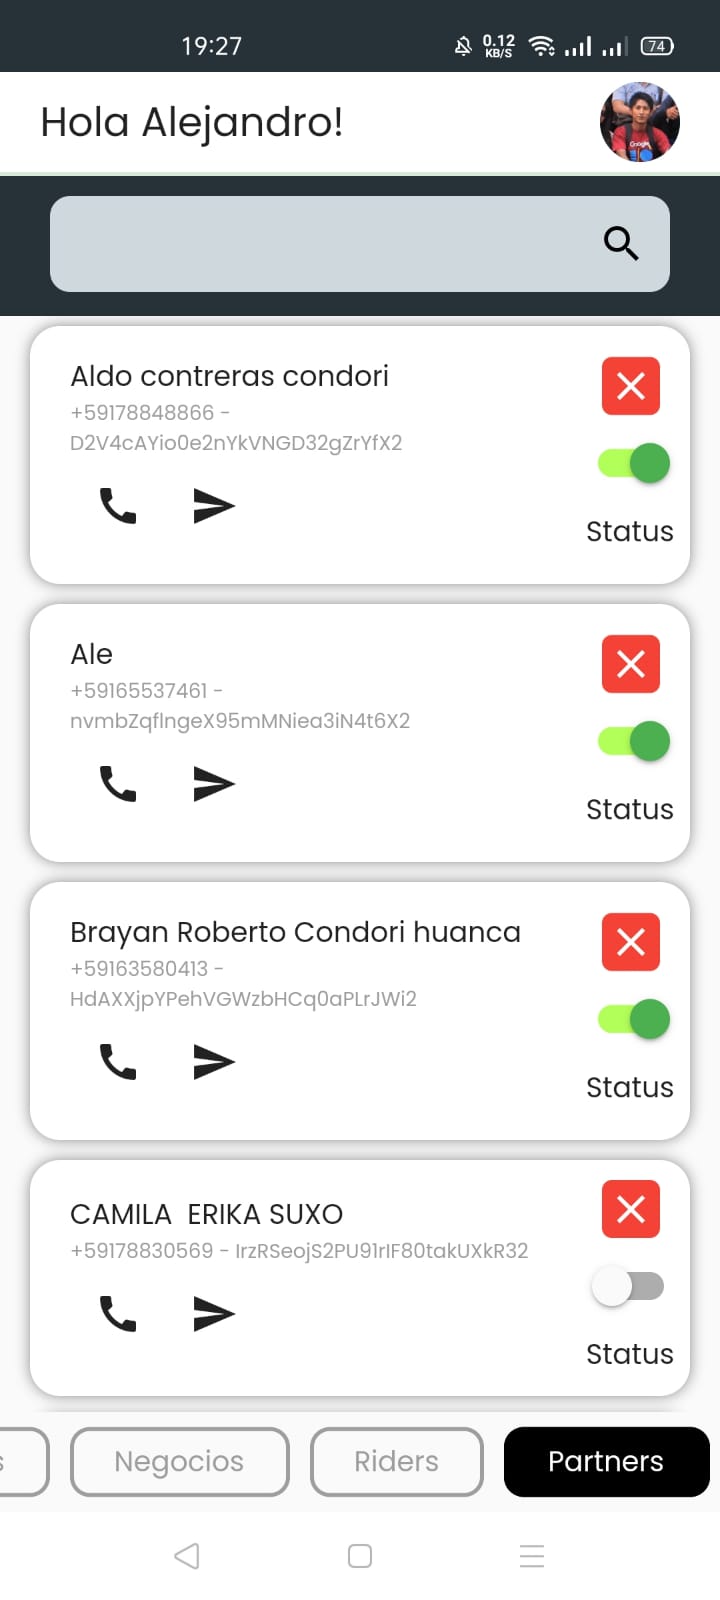 19:27
0.12
KB/S
74
Hola Alejandro!
Google
Aldo contreras condori
+59178848866 -
D2V4cAYio0e2nYkVNGD32gZrYfX2
Status
Ale
+59165537461 -
nvmbZqflngeX95mMNiea3iN4t6X2
Status
Brayan Roberto Condori huanca
+59163580413 -
HdAXXjpYPehVGWzbHCq0aPLrJWi2
Status
CAMILA  ERIKA SUXO
+59178830569 - IrzRSeojS2PU91rIF80takUXkR32
Status
s
Negocios
Riders
Partners